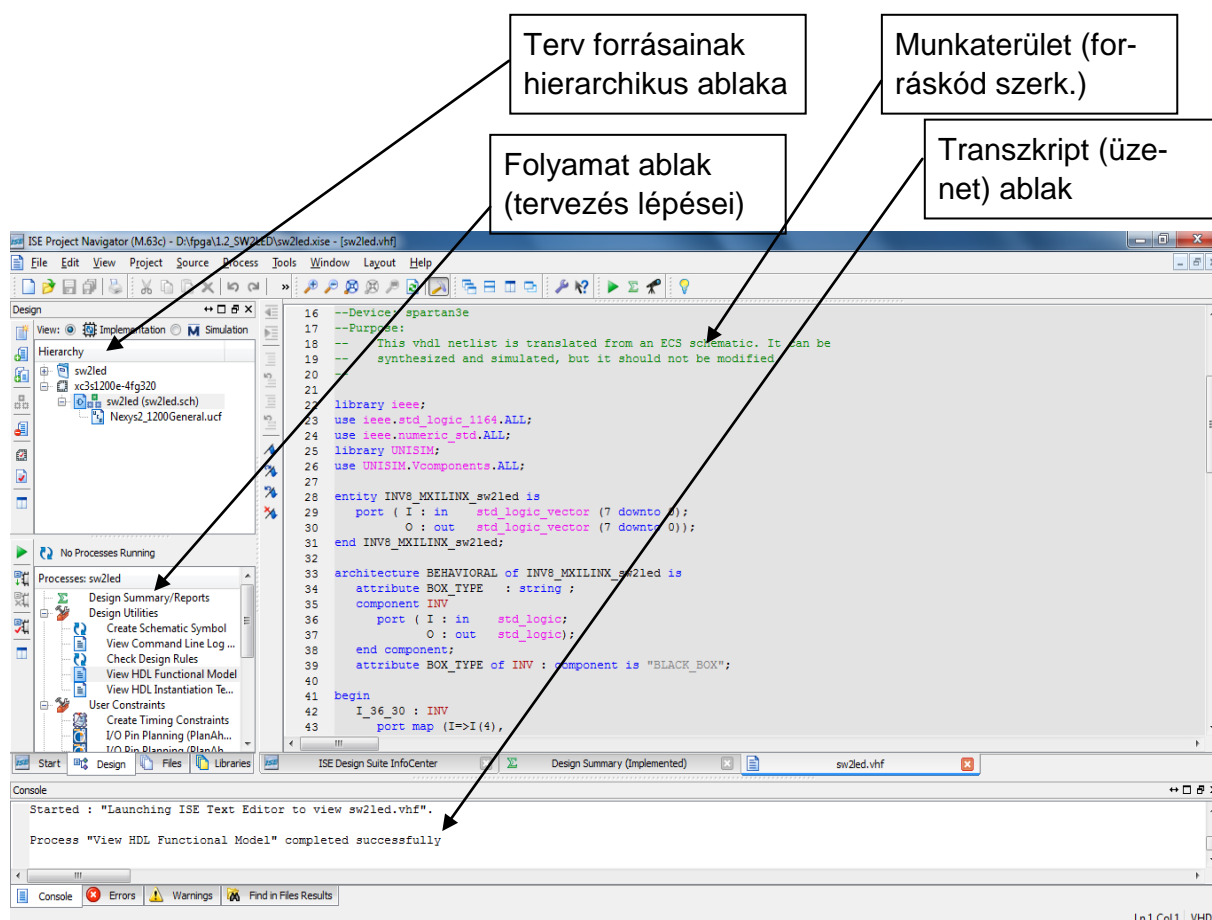 Terv forrásainak
hierarchikus ablaka
Munkaterület (for-
ráskód szerk.)
Folyamat ablak
(tervezés lépései)
Transzkript (üze-
net) ablak
ISE Project Navigator (M.63c) - D:\fpga\1.2_SW2LED\sw2led.xise - [sw2led.vhf]
File Edit View Project Source Process Tools Window Layout Help
Design
View: Implementation Simulation
Hierarchy
sw2led
xc3s1200e-4fg320
sw2led (sw2led.sch)
Nexys2_1200General.ucf
No Processes Running
Processes: sw2led
Design Summary/Reports
Design Utilities
Create Schematic Symbol
View Command Line Log ...
Check Design Rules
View HDL Functional Model
View HDL Instantiation Te...
User Constraints
Create Timing Constraints
I/O Pin Planning (PlanAh...
I/O Pin Planning (PlanAh...
Start Design Files Libraries
16 --Device: spartan3e
17 --Purpose:
18 -- This vhdl netlist is translated from an ECS schematic. It can be
19 -- synthesized and simulated, but it should not be modified.
20 --
21
22 library ieee;
23 use ieee.std_logic_1164.ALL;
24 use ieee.numeric_std.ALL;
25 library UNISIM;
26 use UNISIM.Vcomponents.ALL;
27
28 entity INV8_MXILINX_sw2led is
29 port ( I : in std_logic_vector (7 downto 0);
30 O : out std_logic_vector (7 downto 0));
31 end INV8_MXILINX_sw2led;
32
33 architecture BEHAVIORAL of INV8_MXILINX_sw2led is
34 attribute BOX_TYPE : string ;
35 component INV
36 port ( I : in std_logic;
37 O : out std_logic);
38 end component;
39 attribute BOX_TYPE of INV : component is "BLACK_BOX";
40
41 begin
42 I_36_30 : INV
43 port map (I=>I(4),
ISE Design Suite InfoCenter Design Summary (Implemented) sw2led.vhf
Console
Started : "Launching ISE Text Editor to view sw2led.vhf".
Process "View HDL Functional Model" completed successfully
Console Errors Warnings Find in Files Results
Ln 1 Col 1 VHD